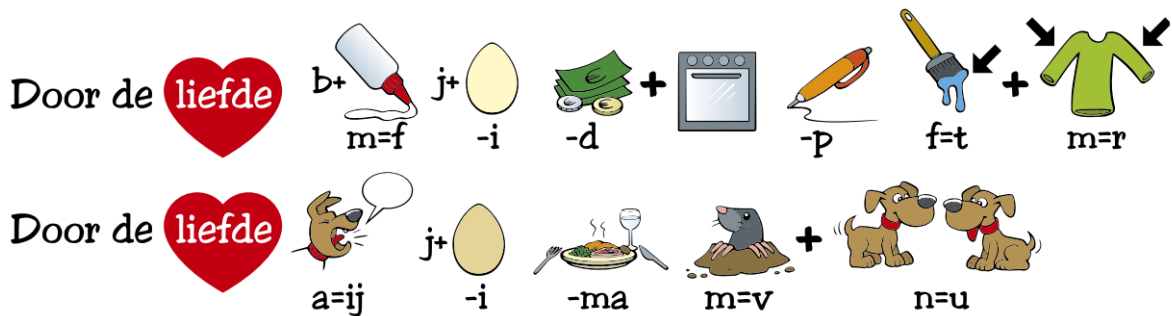 Door de liefde b+ m=f j+ -i -d + -p f=t + m=r
Door de liefde a=ij j+ -i -ma m=v + n=u